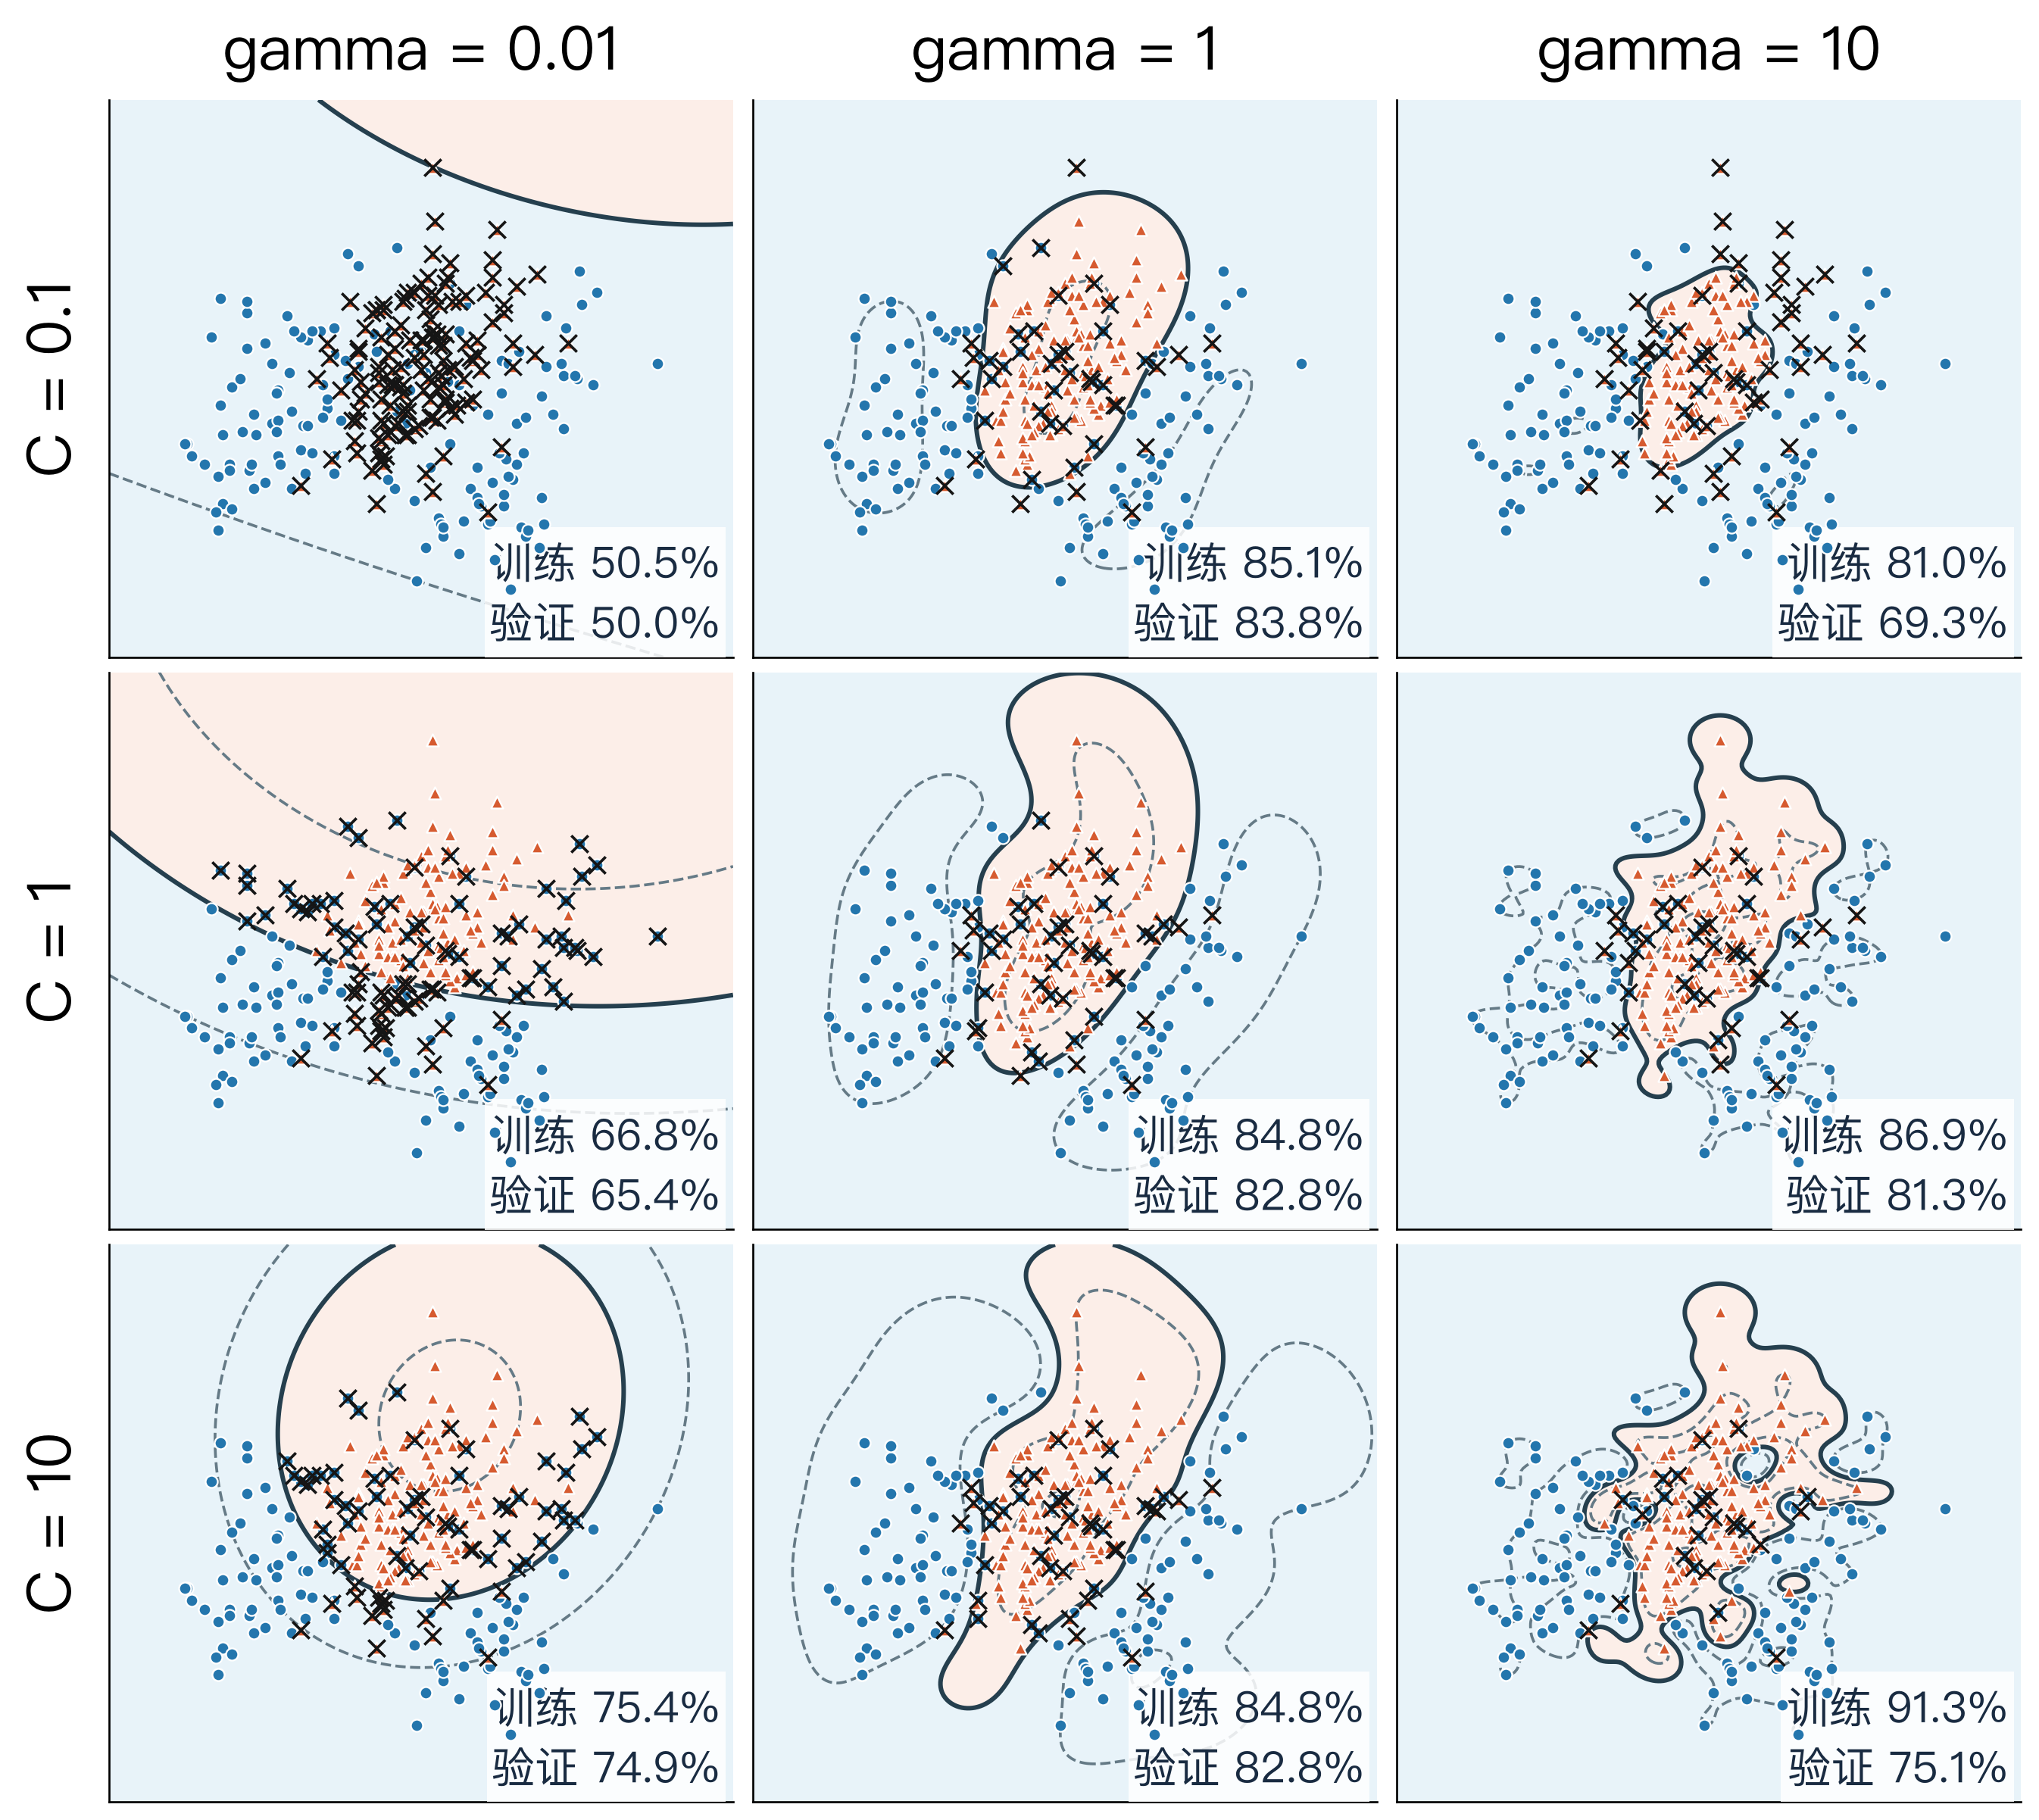 gamma = 0.01
gamma = 1
gamma = 10
C = 0.1
训练 50.5%
验证 50.0%
训练 85.1%
验证 83.8%
训练 81.0%
验证 69.3%
C = 1
训练 66.8%
验证 65.4%
训练 84.8%
验证 82.8%
训练 86.9%
验证 81.3%
C = 10
训练 75.4%
验证 74.9%
训练 84.8%
验证 82.8%
训练 91.3%
验证 75.1%